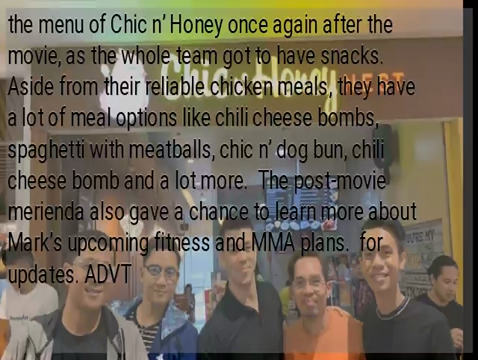 the menu of Chic n' Honey once again after the
movie, as the whole team got to have snacks.
Aside from their reliable chicken meals, they have
a lot of meal options like chili cheese bombs,
spaghetti with meatballs, chic n' dog bun, chili
cheese bomb and a lot more.  The post-movie
merienda also gave a chance to learn more about
Mark's upcoming fitness and MMA plans.  for
updates. ADVT